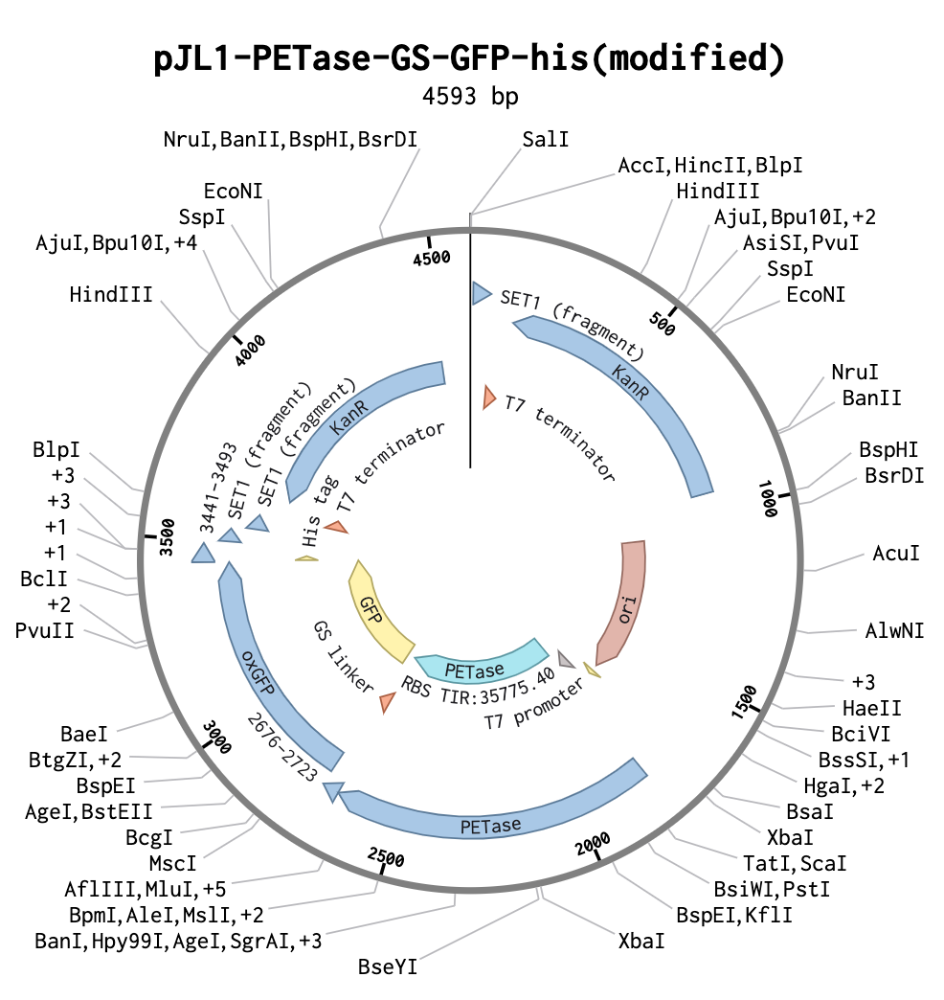 pJL1-PETase-GS-GFP-his(modified)
4593 bp
NruI,BanII,BspHI,BsrDI
SalI
AccI,HincII,BlpI
EcoNI
HindIII
SspI
AjuI,Bpu10I,+2
AjuI,Bpu10I,+4
AsiSI,PvuI
4500
SspI
HindIII
EcoNI
SET1 (fragment)
500
4000
KanR
NruI
BanII
T7 terminator
KanR
SET1 (fragment)
SET1 (fragment)
T7 terminator
BlpI
BspHI
+3
BsrDI
3441-3493
His tag
1000
+3
+1
3500
+1
AcuI
BclI
+2
GFP
ori
PvuII
AlwNI
GS linker
oxGFP
PETase
RBS TIR:35775.40
T7 promoter
+3
1500
HaeII
BaeI
3000
2676-2723
BciVI
BtgZI,+2
BssSI,+1
BspEI
HgaI,+2
AgeI,BstEII
BsaI
BcgI
PETase
XbaI
MscI
2500
2000
TatI,ScaI
AflIII,MluI,+5
BsiWI,PstI
BpmI,AleI,MslI,+2
BspEI,KflI
BanI,Hpy99I,AgeI,SgrAI,+3
XbaI
BseYI